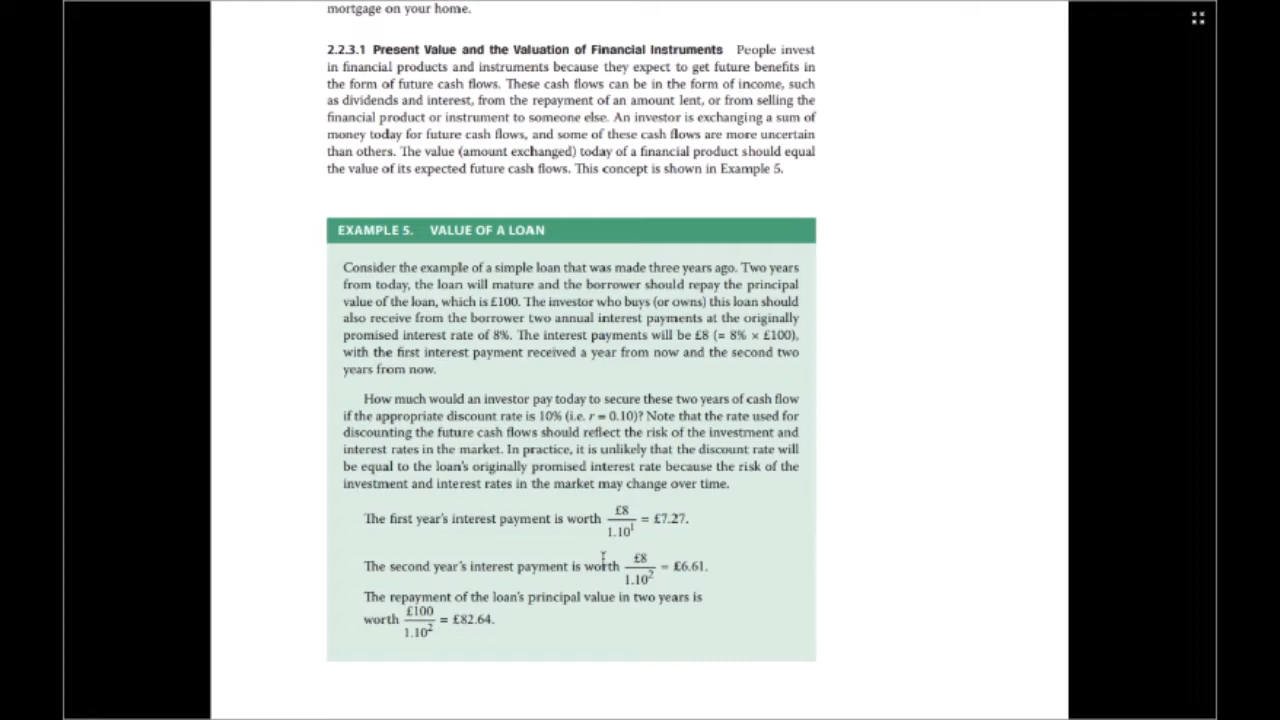 mortgage on your home.
2.2.3.1 Present Value and the Valuation of Financial Instruments People invest
in financial products and instruments because they expect to get future benefits in
the form of future cash flows. These cash flows can be in the form of income, such
as dividends and interest, from the repayment of an amount lent, or from selling the
financial product or instrument to someone else. An investor is exchanging a sum of
money today for future cash flows, and some of these cash flows are more uncertain
than others. The value (amount exchanged) today of a financial product should equal
the value of its expected future cash flows. This concept is shown in Example 5.
EXAMPLE 5. VALUE OF A LOAN
Consider the example of a simple loan that was made three years ago. Two years
from today, the loan will mature and the borrower should repay the principal
value of the loan, which is £100. The investor who buys (or owns) this loan should
also receive from the borrower two annual interest payments at the originally
promised interest rate of 8%. The interest payments will be £8 (= 8% × £100),
with the first interest payment received a year from now and the second two
years from now.
How much would an investor pay today to secure these two years of cash flow
if the appropriate discount rate is 10% (i.e. r = 0.10)? Note that the rate used for
discounting the future cash flows should reflect the risk of the investment and
interest rates in the market. In practice, it is unlikely that the discount rate will
be equal to the loan's originally promised interest rate because the risk of the
investment and interest rates in the market may change over time.
The first year's interest payment is worth £8 / 1.10^1 = £7.27.
The second year's interest payment is worth £8 / 1.10^2 = £6.61.
The repayment of the loan's principal value in two years is
worth £100 / 1.10^2 = £82.64.